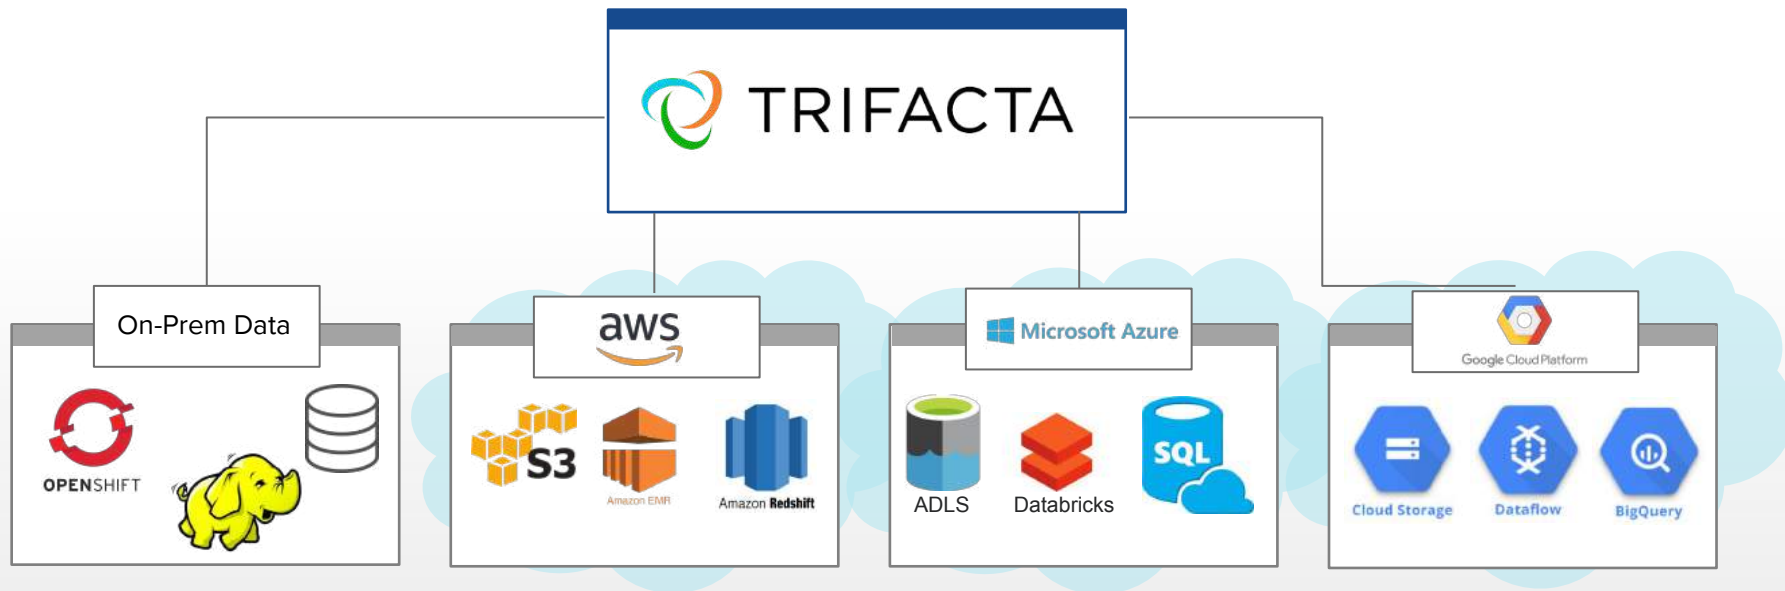 TRIFACTA
On-Prem Data
OPENSHIFT
aws
S3
Amazon EMR
Amazon Redshift
Microsoft Azure
ADLS
Databricks
SQL
Google Cloud Platform
Cloud Storage
Dataflow
BigQuery